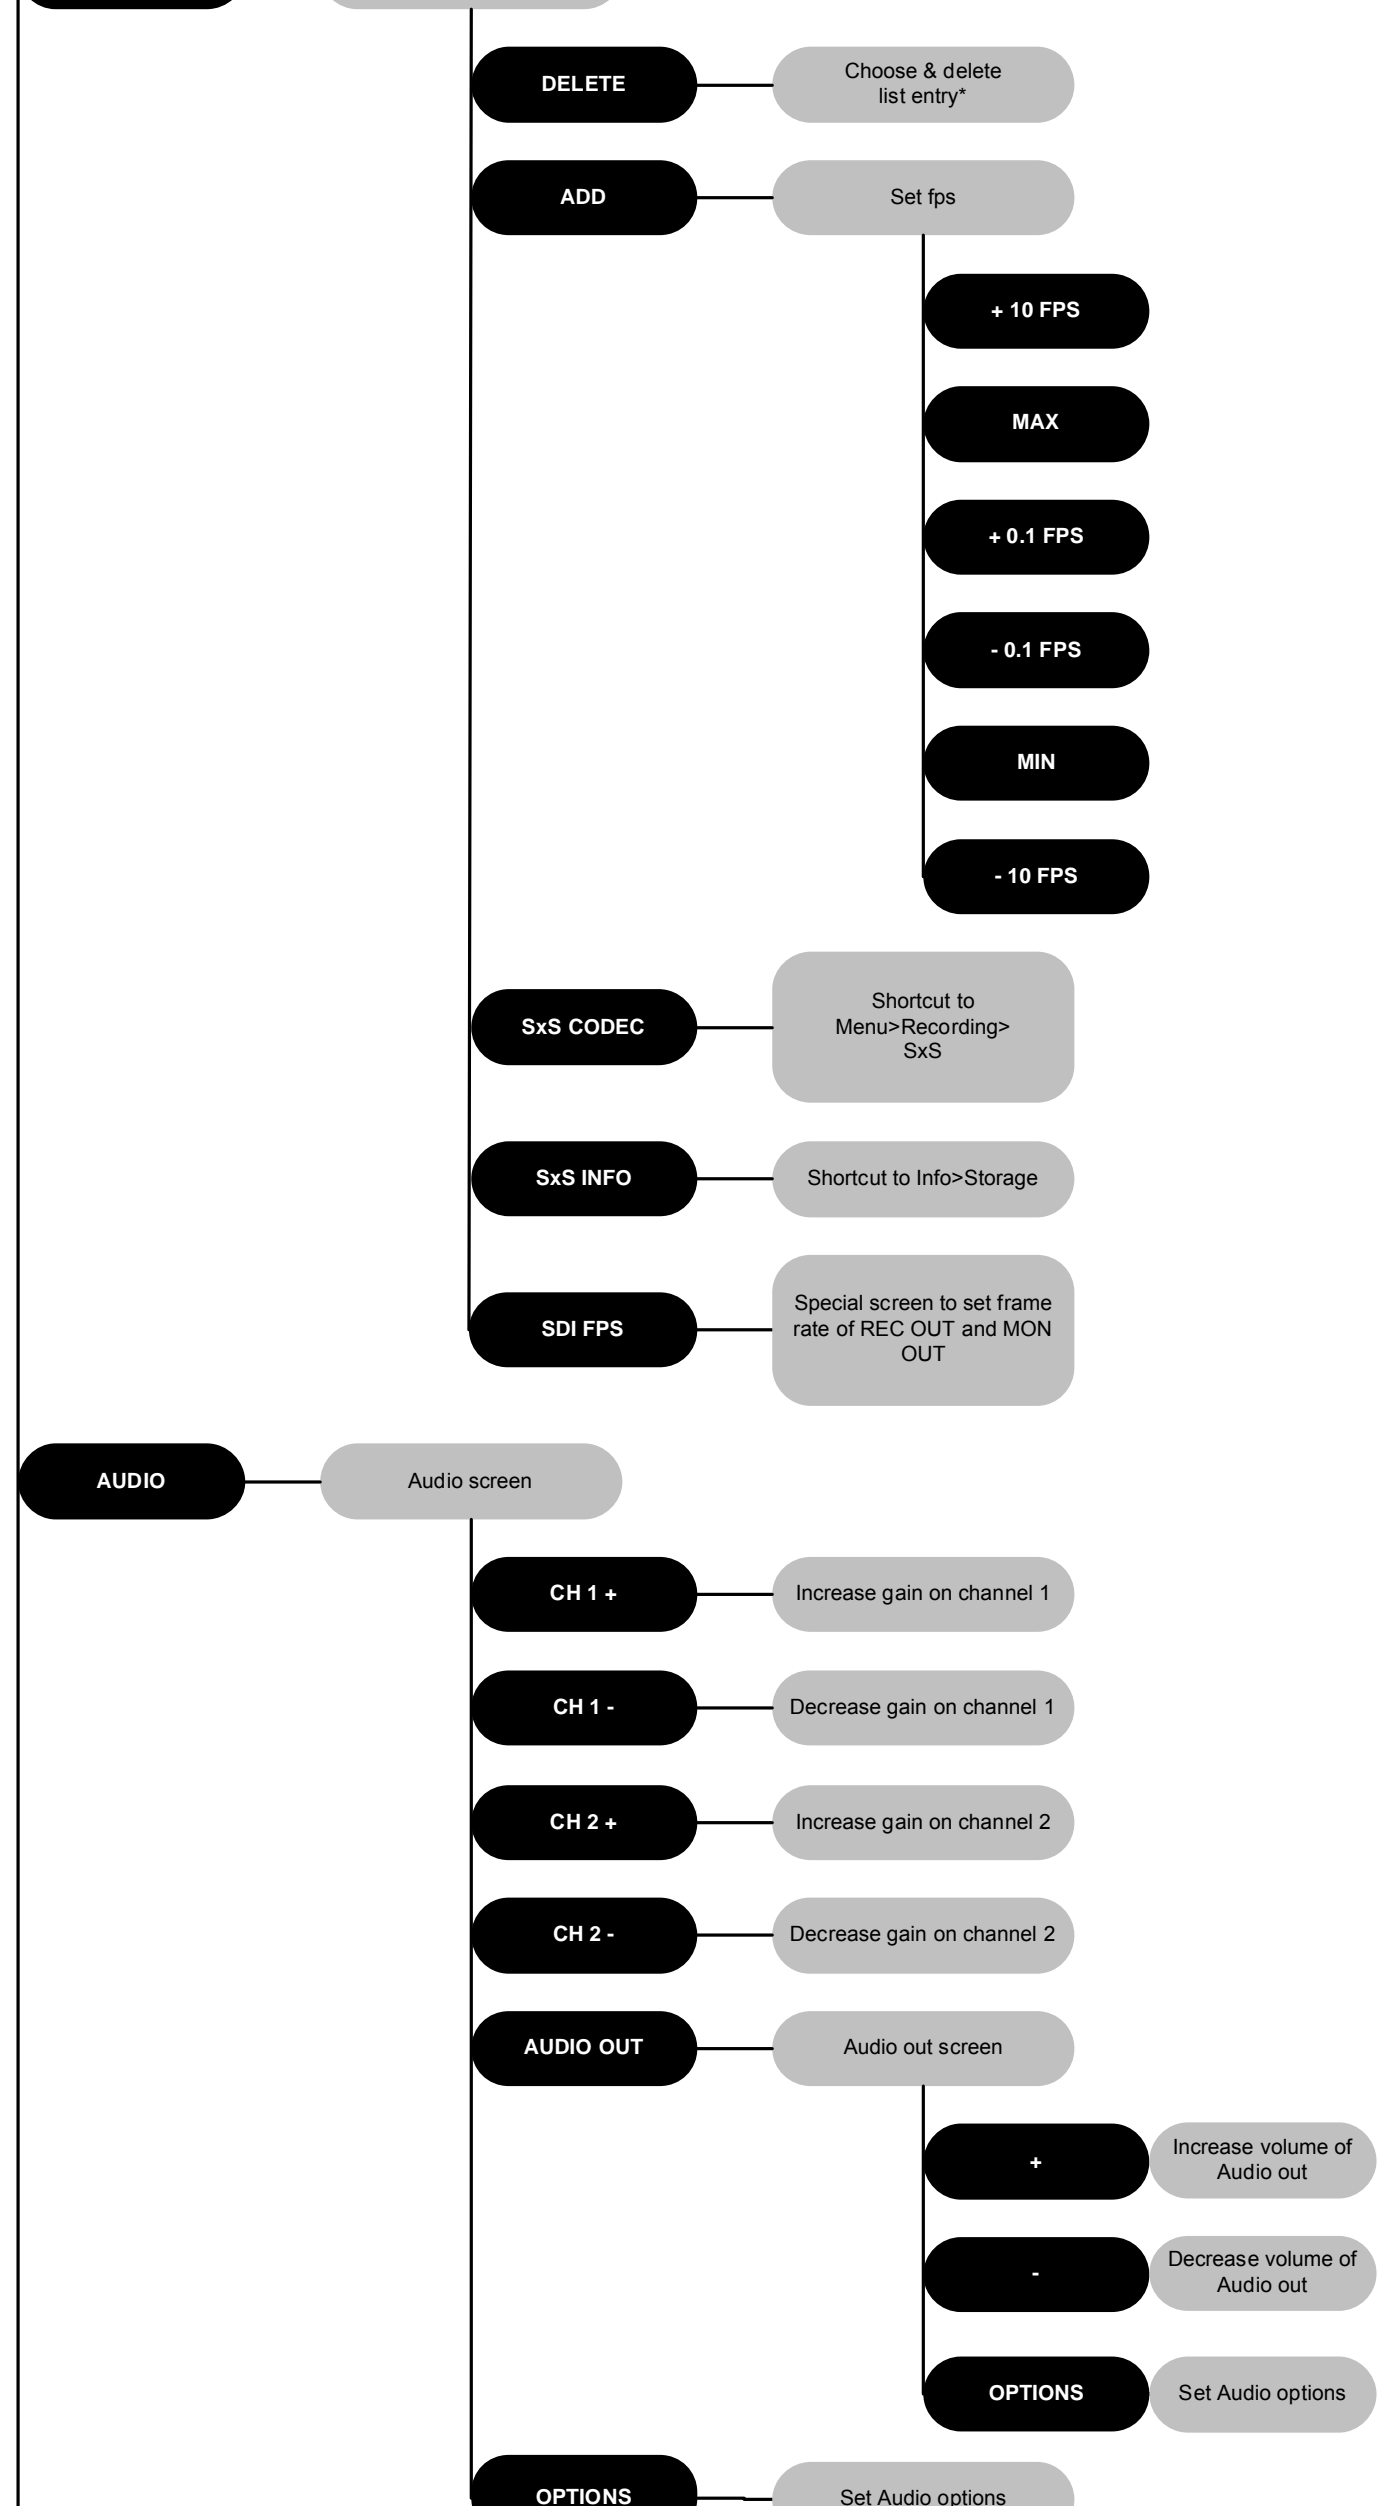 DELETE
Choose & delete
list entry*
ADD
Set fps
+ 10 FPS
MAX
+ 0.1 FPS
- 0.1 FPS
MIN
- 10 FPS
SxS CODEC
Shortcut to
Menu>Recording>
SxS
SxS INFO
Shortcut to Info>Storage
SDI FPS
Special screen to set frame
rate of REC OUT and MON
OUT
AUDIO
Audio screen
CH 1 +
Increase gain on channel 1
CH 1 -
Decrease gain on channel 1
CH 2 +
Increase gain on channel 2
CH 2 -
Decrease gain on channel 2
AUDIO OUT
Audio out screen
+
Increase volume of
Audio out
-
Decrease volume of
Audio out
OPTIONS
Set Audio options
OPTIONS
Set Audio options